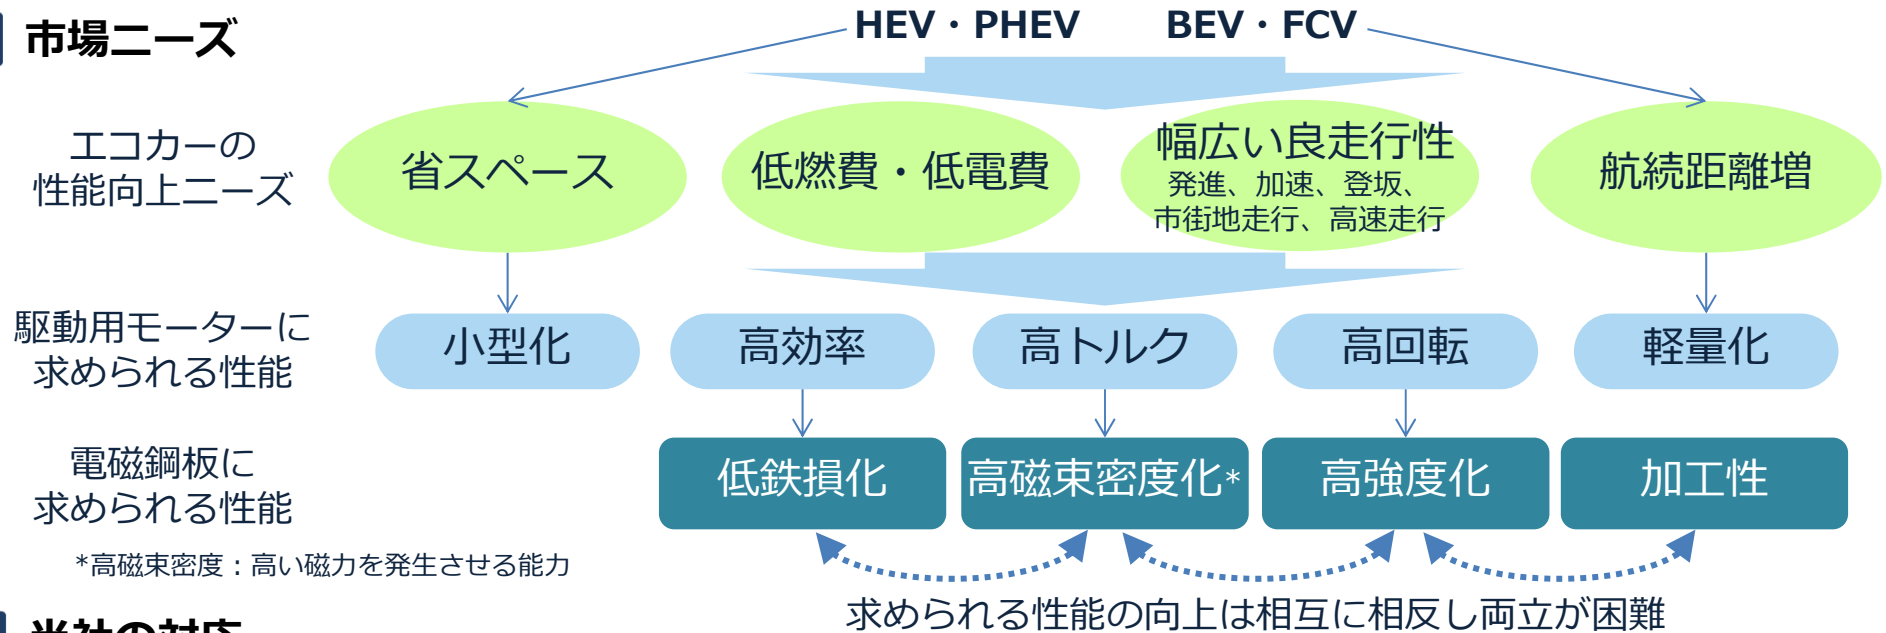 市場ニーズ
HEV・PHEV
BEV・FCV
エコカーの
性能向上ニーズ
省スペース
低燃費・低電費
幅広い良走行性
発進、加速、登坂、
市街地走行、高速走行
航続距離増
駆動用モーターに
求められる性能
小型化
高効率
高トルク
高回転
軽量化
電磁鋼板に
求められる性能
低鉄損化
高磁束密度化*
高強度化
加工性
*高磁束密度：高い磁力を発生させる能力
求められる性能の向上は相互に相反し両立が困難
当社の対応